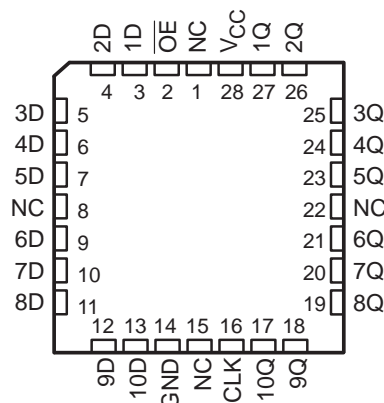 2D 1D OE NC VCC 1Q 2Q
4 3 2 1 28 27 26
3D 5 25 3Q
4D 6 24 4Q
5D 7 23 5Q
NC 8 22 NC
6D 9 21 6Q
7D 10 20 7Q
8D 11 19 8Q
12 13 14 15 16 17 18
9D 10D GND NC CLK 10Q 9Q